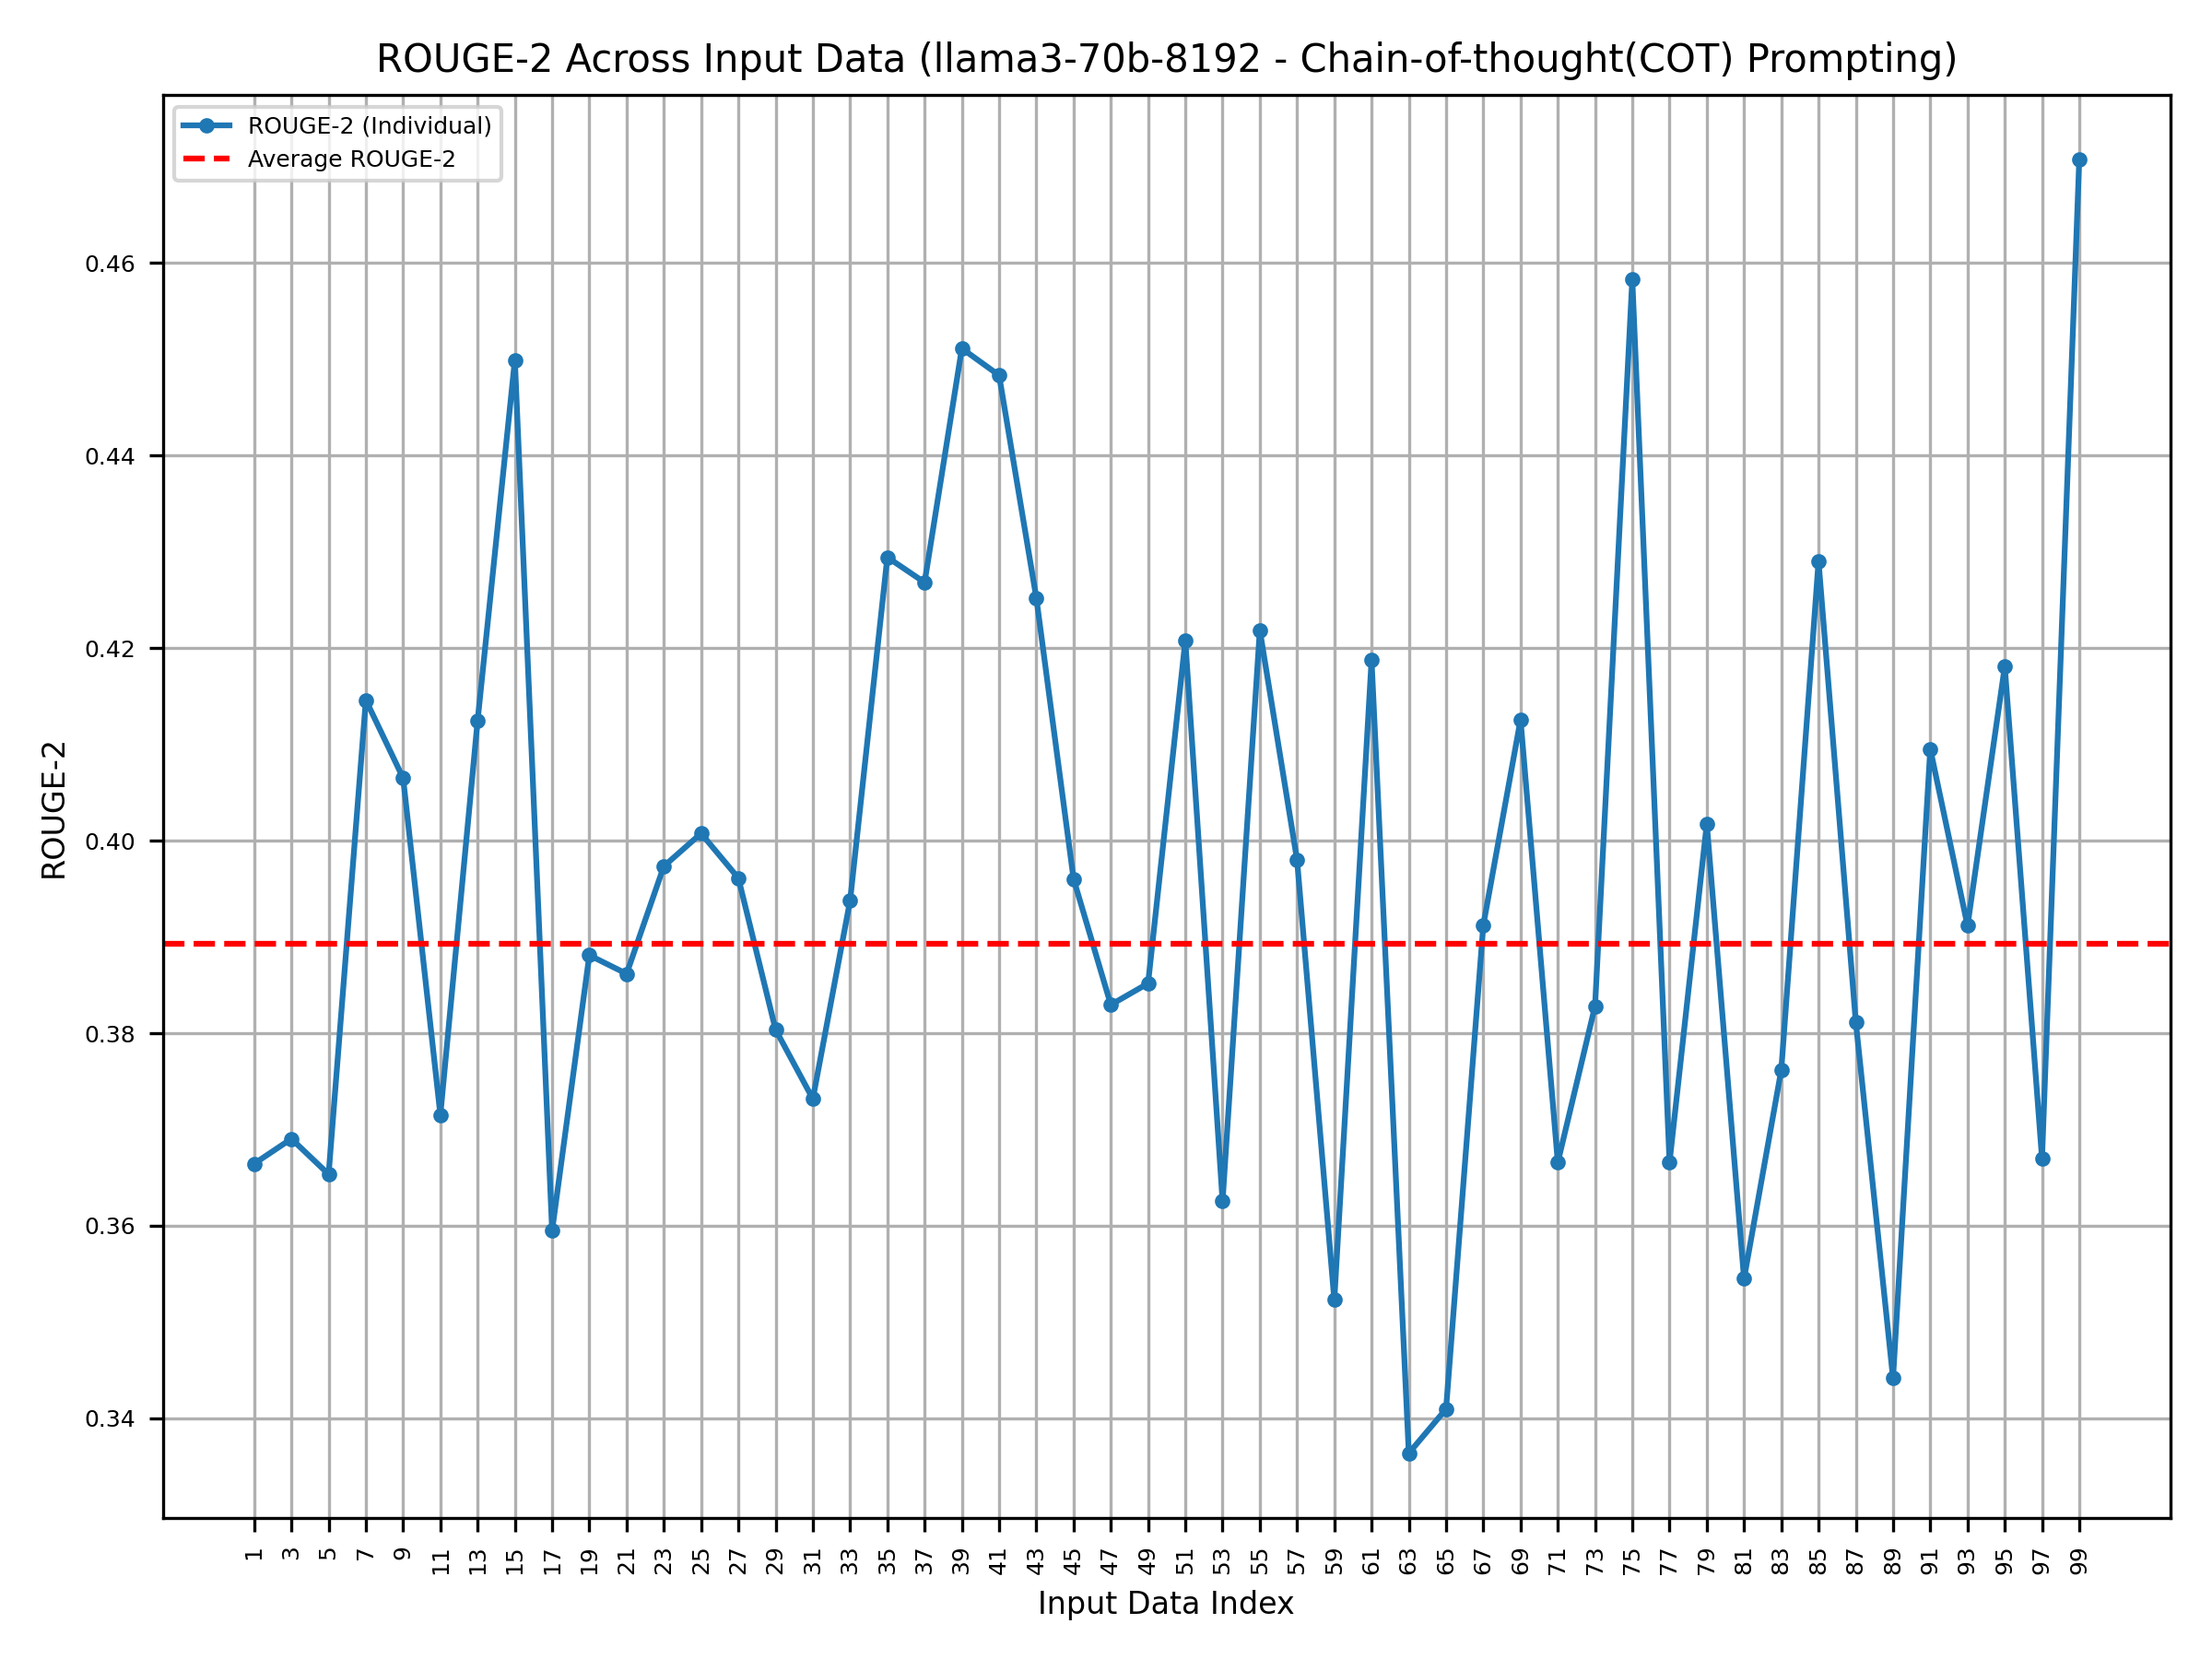 ROUGE-2 Across Input Data (llama3-70b-8192 - Chain-of-thought(COT) Prompting)
ROUGE-2 (Individual)
Average ROUGE-2
ROUGE-2
0.46
0.44
0.42
0.40
0.38
0.36
0.34
1 3 5 7 9 11 13 15 17 19 21 23 25 27 29 31 33 35 37 39 41 43 45 47 49 51 53 55 57 59 61 63 65 67 69 71 73 75 77 79 81 83 85 87 89 91 93 95 97 99
Input Data Index